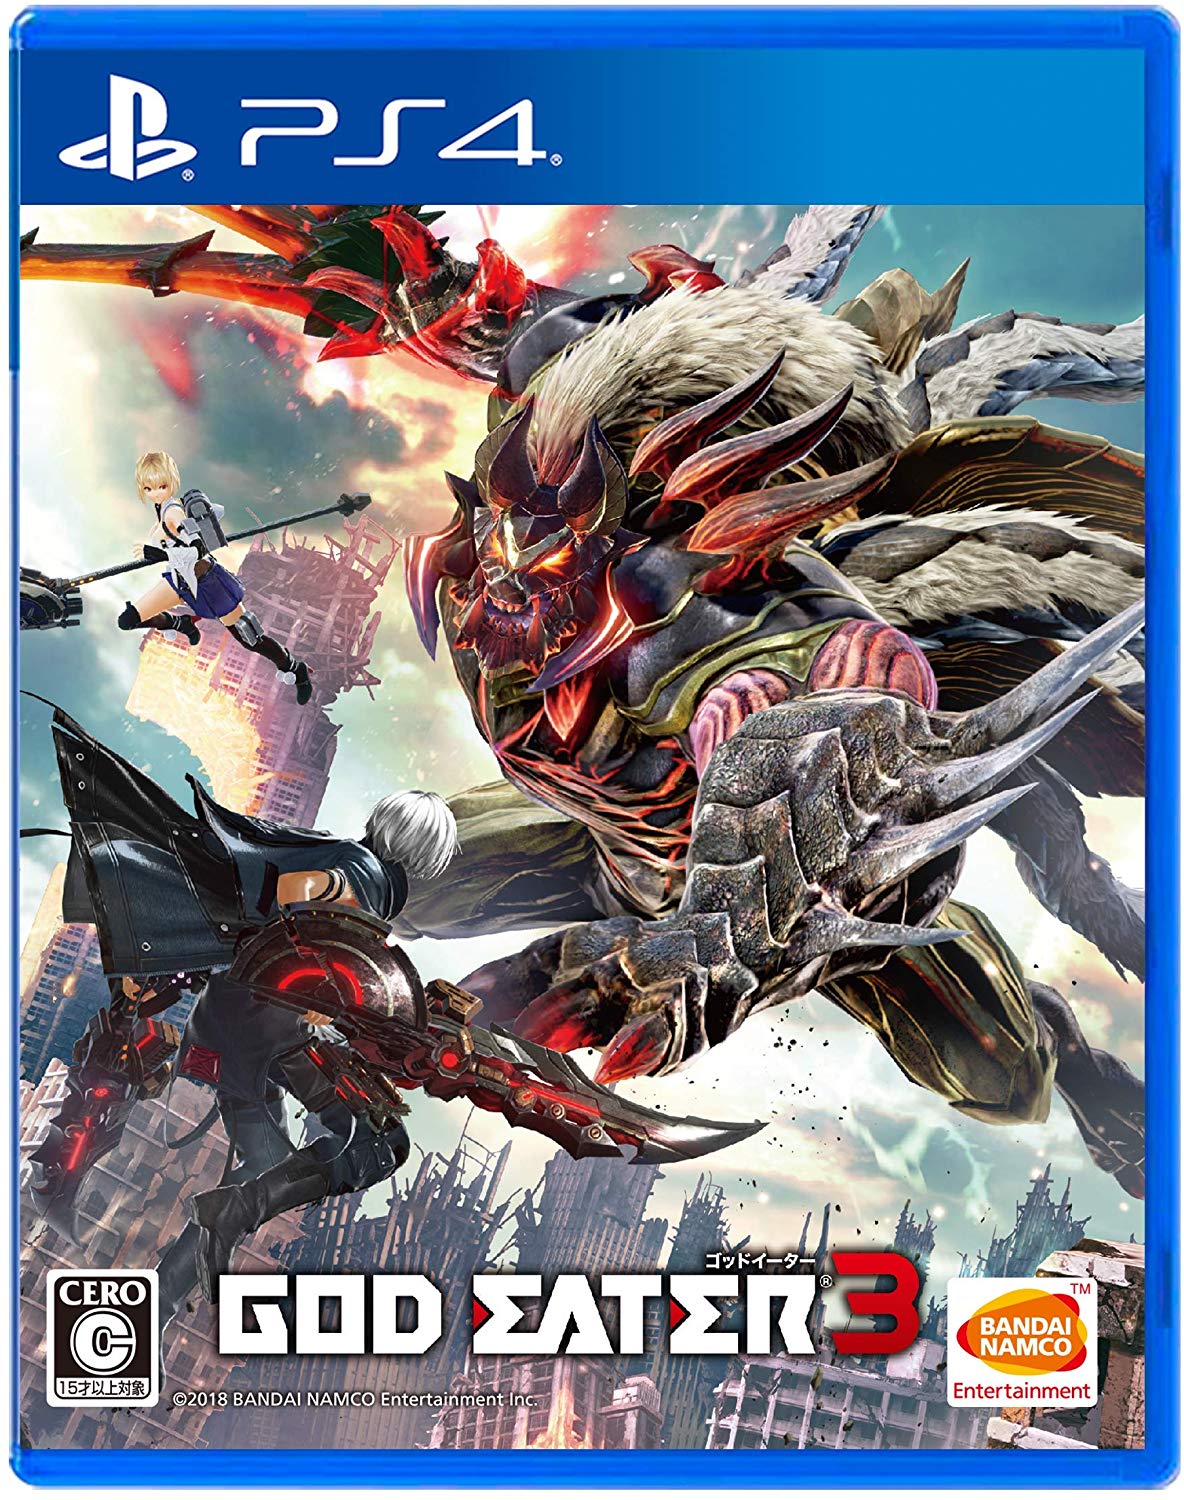 PS4®
ゴッドイーター
GOD EATER®3
CERO
C
15才以上対象
BANDAI
NAMCO
™
Entertainment
©2018 BANDAI NAMCO Entertainment Inc.